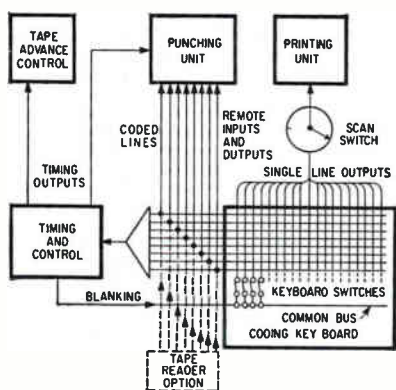 TAPE
ADVANCE
CONTROL
PUNCHING
UNIT
PRINTING
UNIT
CODED
LINES
REMOTE
INPUTS
AND
OUTPUTS
SCAN
SWITCH
TIMING
OUTPUTS
SINGLE LINE OUTPUTS
TIMING
AND
CONTROL
BLANKING
KEYBOARD SWITCHES
COMMON BUS
CODING KEY BOARD
TAPE
READER
OPTION